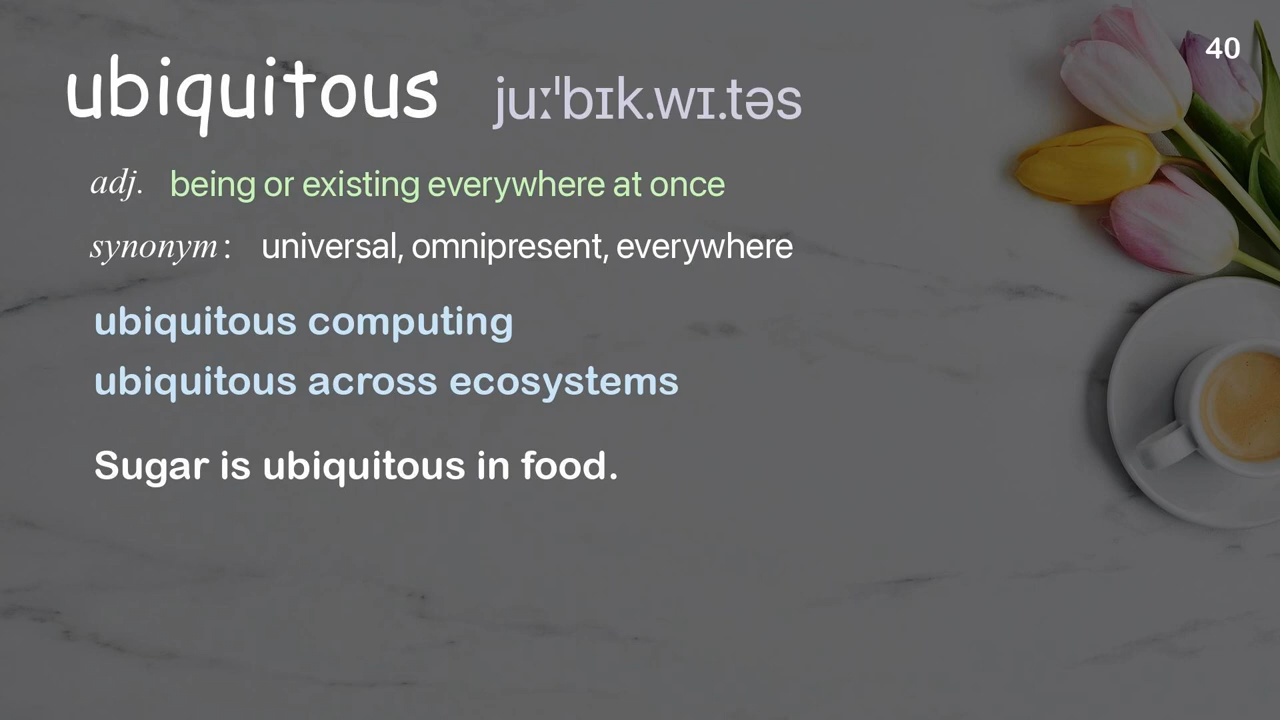 40
ubiquitous juːˈbɪk.wɪ.təs
adj. being or existing everywhere at once
synonym: universal, omnipresent, everywhere
ubiquitous computing
ubiquitous across ecosystems
Sugar is ubiquitous in food.